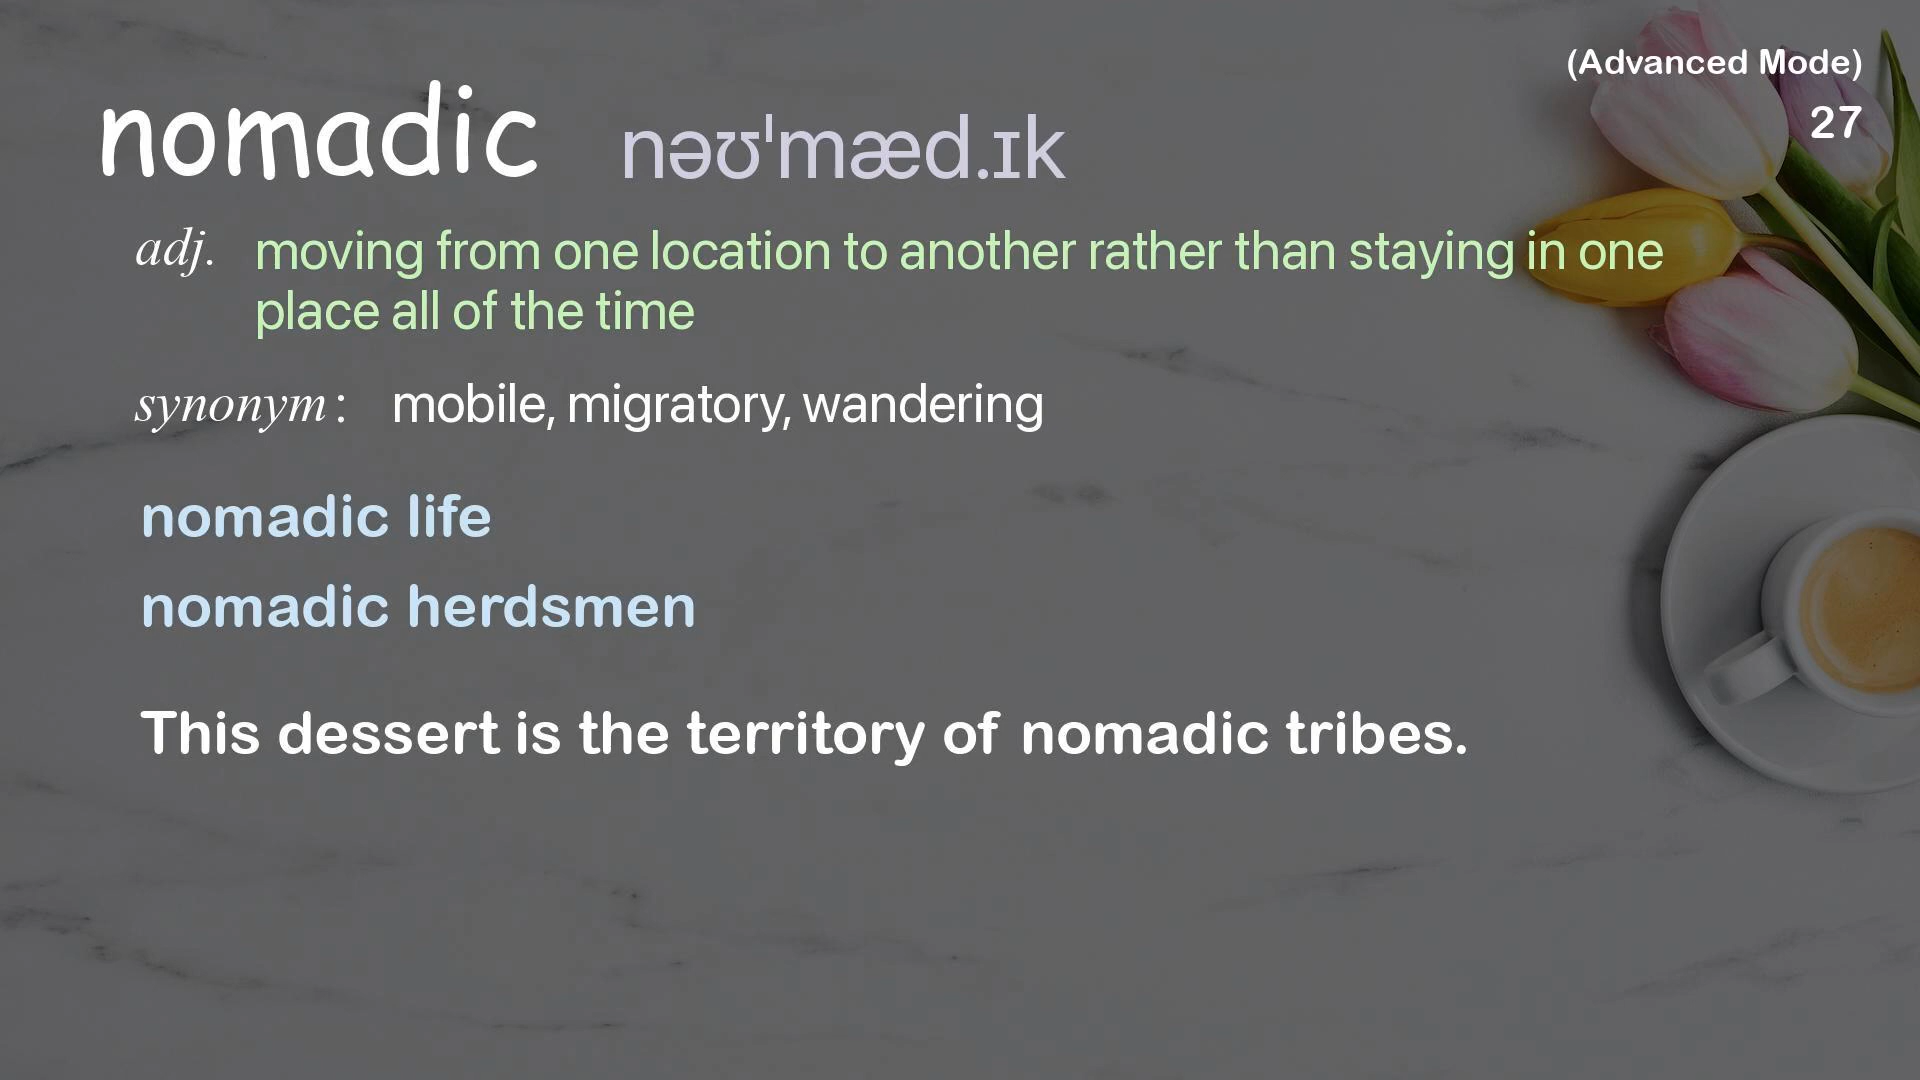 (Advanced Mode)
27
nomadic nəʊˈmæd.ɪk
adj. moving from one location to another rather than staying in one
place all of the time
synonym: mobile, migratory, wandering
nomadic life
nomadic herdsmen
This dessert is the territory of nomadic tribes.